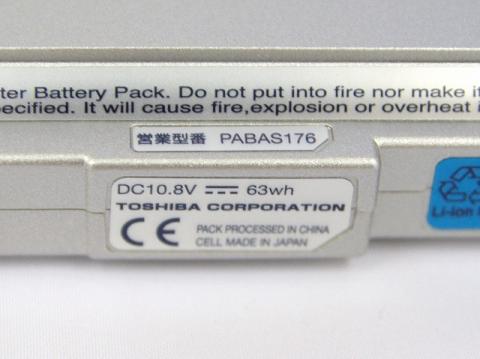 ter Battery Pack. Do not put into fire nor make it
pecified. It will cause fire,explosion or overheat i
営業型番 PABAS176
DC10.8V 63wh
TOSHIBA CORPORATION
CE PACK PROCESSED IN CHINA
CELL MADE IN JAPAN
Li-ion